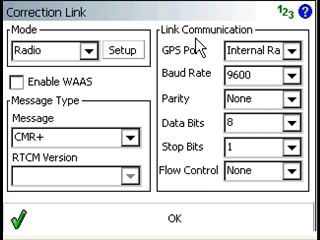 Correction Link
123
?
Mode
Radio
Setup
Enable WAAS
Message Type
Message
CMR+
RTCM Version
Link Communication
GPS Po
Internal Ra
Baud Rate
9600
Parity
None
Data Bits
8
Stop Bits
1
Flow Control
None
OK